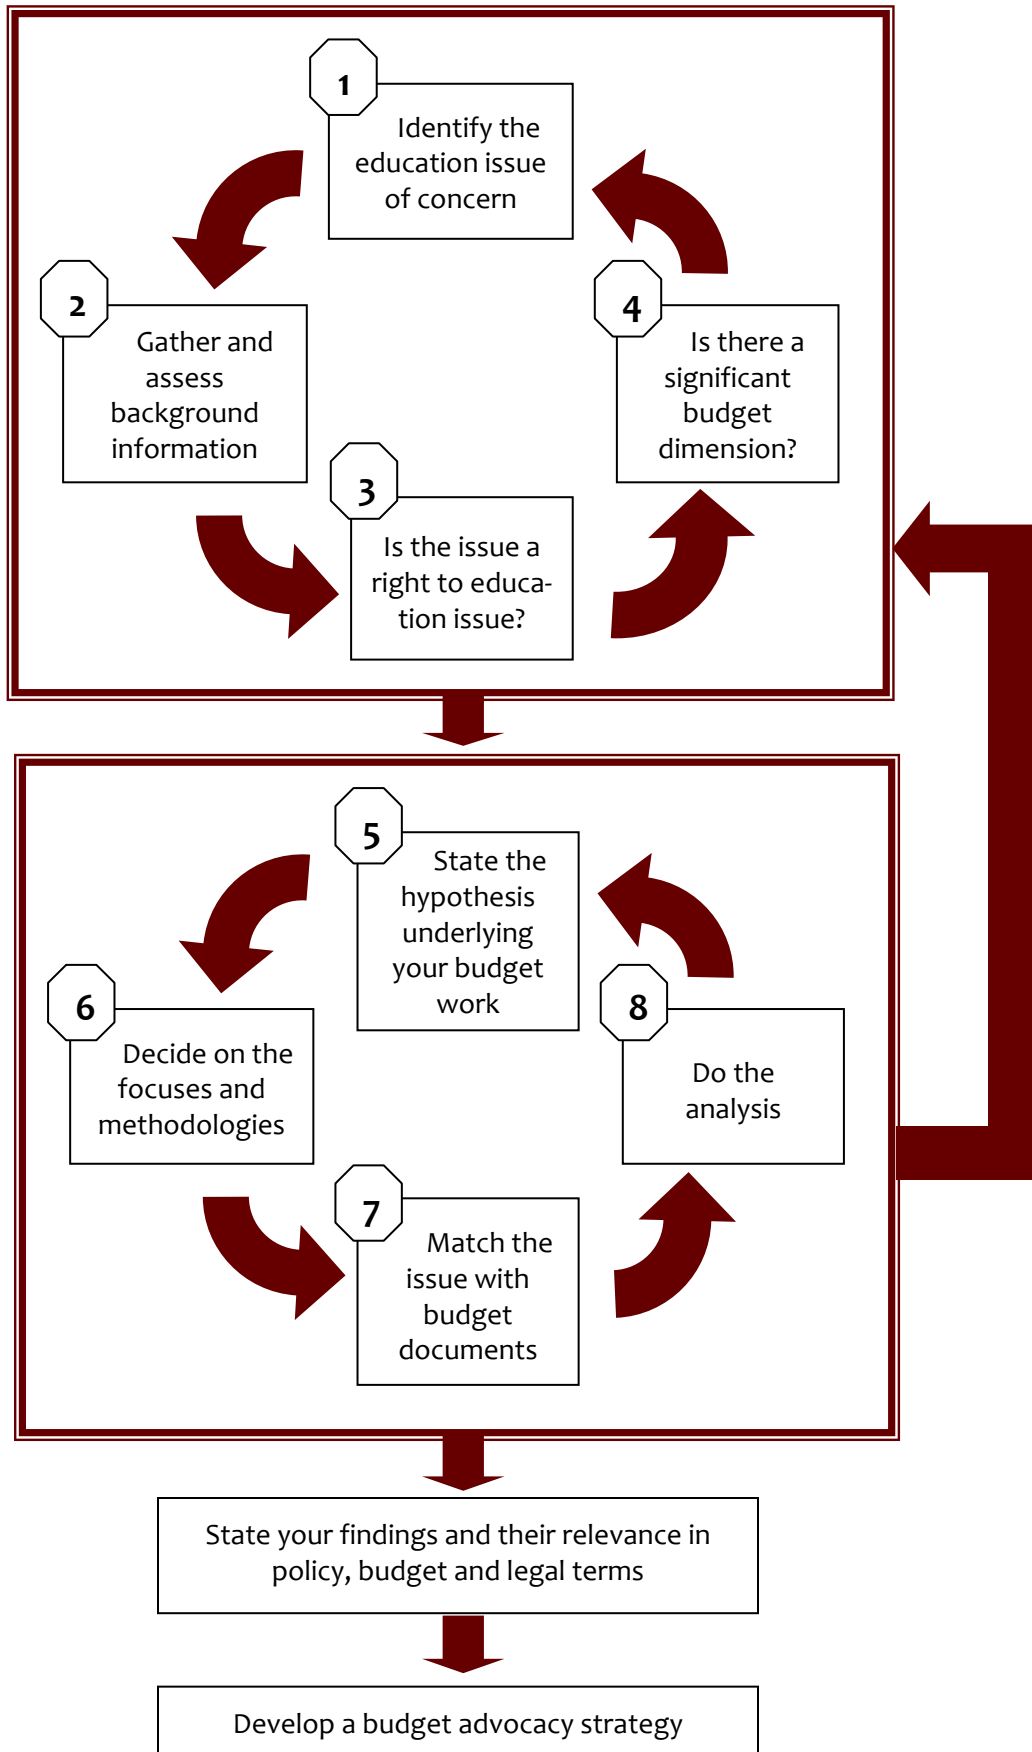 1
Identify the
education issue
of concern
2
Gather and
assess
background
information
3
Is the issue a
right to educa-
tion issue?
4
Is there a
significant
budget
dimension?
5
State the
hypothesis
underlying
your budget
work
6
Decide on the
focuses and
methodologies
7
Match the
issue with
budget
documents
8
Do the
analysis
State your findings and their relevance in
policy, budget and legal terms
Develop a budget advocacy strategy